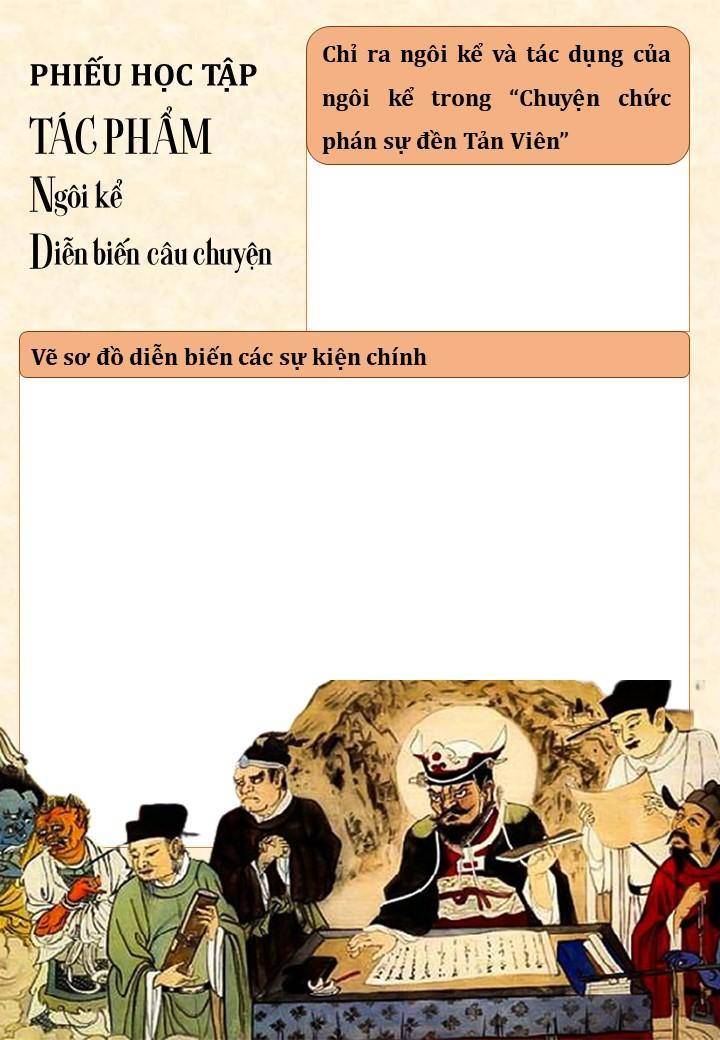 PHIẾU HỌC TẬP
TÁC PHẨM
Ngôi kể
Diễn biến câu chuyện
Chỉ ra ngôi kể và tác dụng của
ngôi kể trong “Chuyện chức
phán sự đền Tản Viên”
Vẽ sơ đồ diễn biến các sự kiện chính